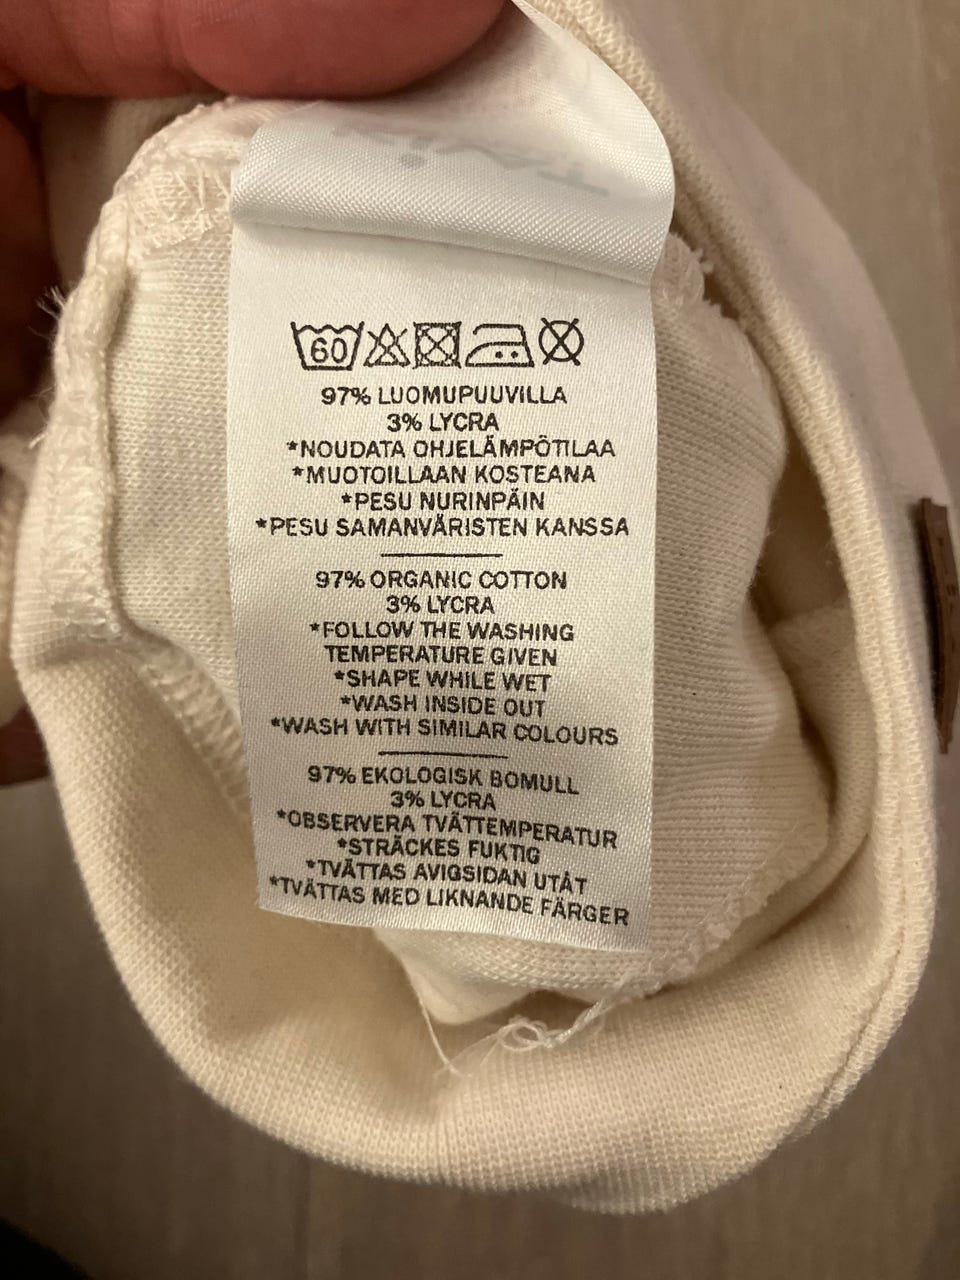 60
97% LUOMUPUUVILLA
3% LYCRA
*NOUDATA OHJELÄMPÖTILAA
*MUOTOILLAAN KOSTEANA
*PESU NURINPÄIN
*PESU SAMANVÄRISTEN KANSSA
97% ORGANIC COTTON
3% LYCRA
*FOLLOW THE WASHING
TEMPERATURE GIVEN
*SHAPE WHILE WET
*WASH INSIDE OUT
*WASH WITH SIMILAR COLOURS
97% EKOLOGISK BOMULL
3% LYCRA
*OBSERVERA TVÄTTEMPERATUR
*STRÄCKES FUKTIG
*TVÄTTAS AVIGSIDAN UTÅT
*TVÄTTAS MED LIKNANDE FÄRGER